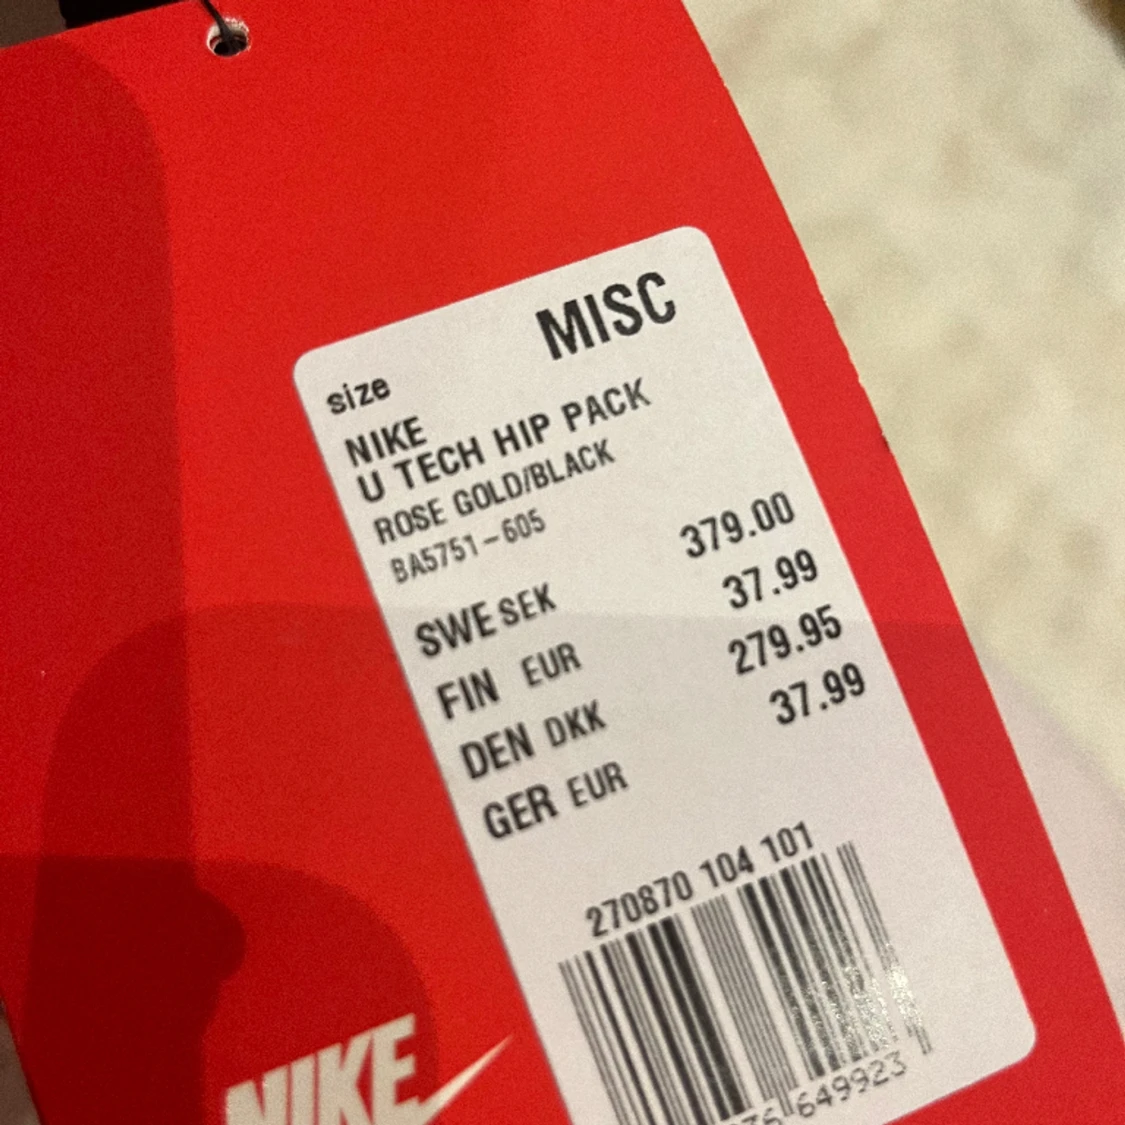 MISC
size
NIKE
U TECH HIP PACK
ROSE GOLD/BLACK
BA5751-605
SWE SEK 379.00
FIN EUR 37.99
DEN DKK 279.95
GER EUR 37.99
270870 104 101
649923
NIKE